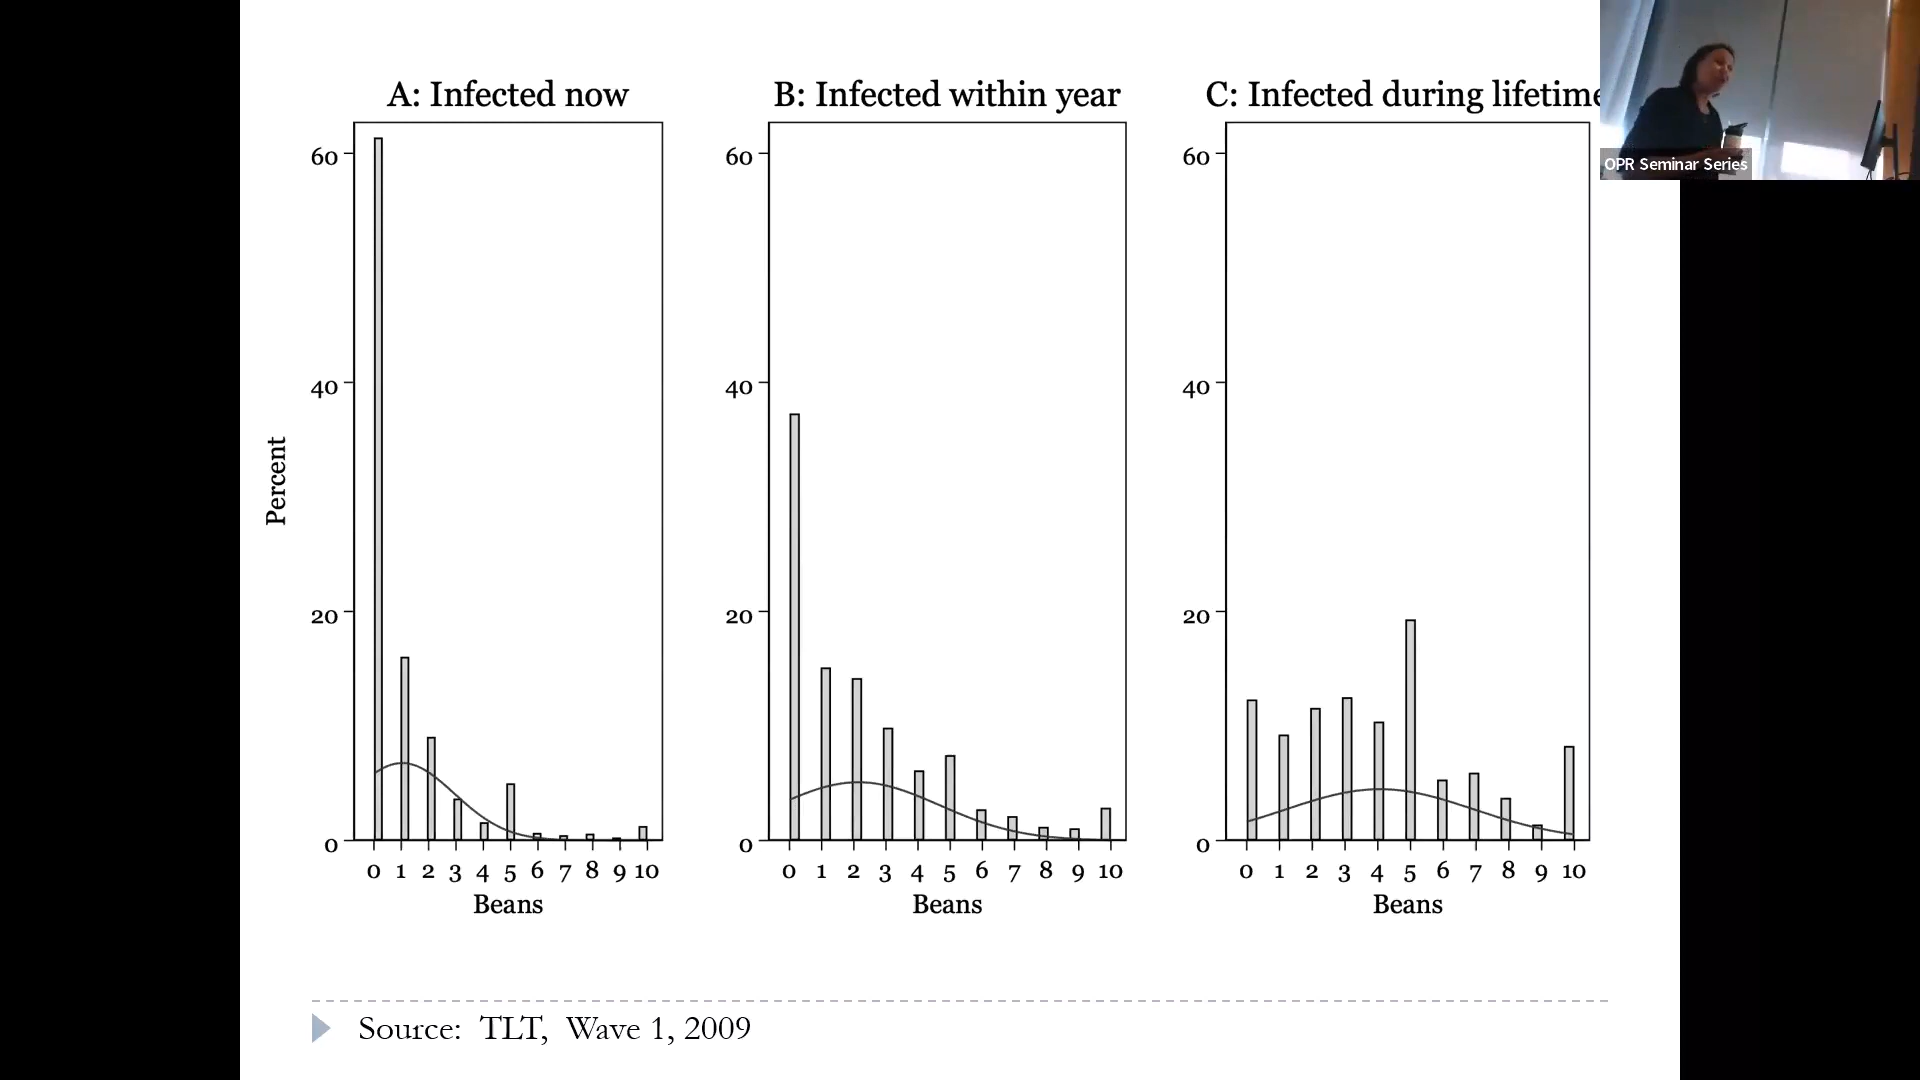 A: Infected now
B: Infected within year
C: Infected during lifetime
OPR Seminar Series
Percent
60
40
20
0
0 1 2 3 4 5 6 7 8 9 10
Beans
60
40
20
0
0 1 2 3 4 5 6 7 8 9 10
Beans
60
40
20
0
0 1 2 3 4 5 6 7 8 9 10
Beans
Source: TLT, Wave 1, 2009